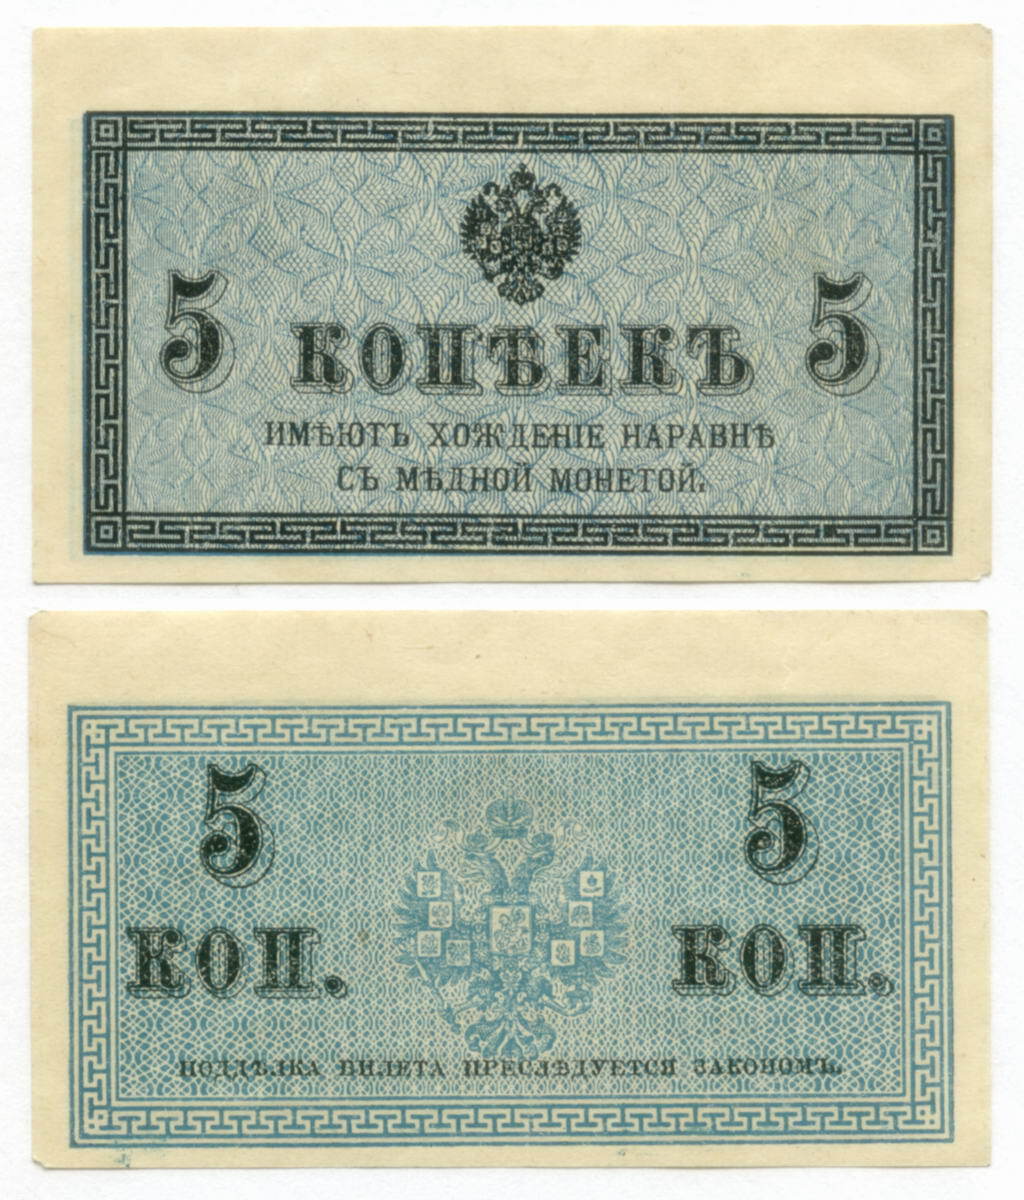 5 КОПѢЕКЪ 5
ИМѢЮТЪ ХОЖДЕНІЕ НАРАВНѢ
СЪ МѢДНОЙ МОНЕТОЙ.
5 5
КОП. КОП.
ПОДДѢЛКА БИЛЕТА ПРЕСЛѢДУЕТСЯ ЗАКОНОМЪ.